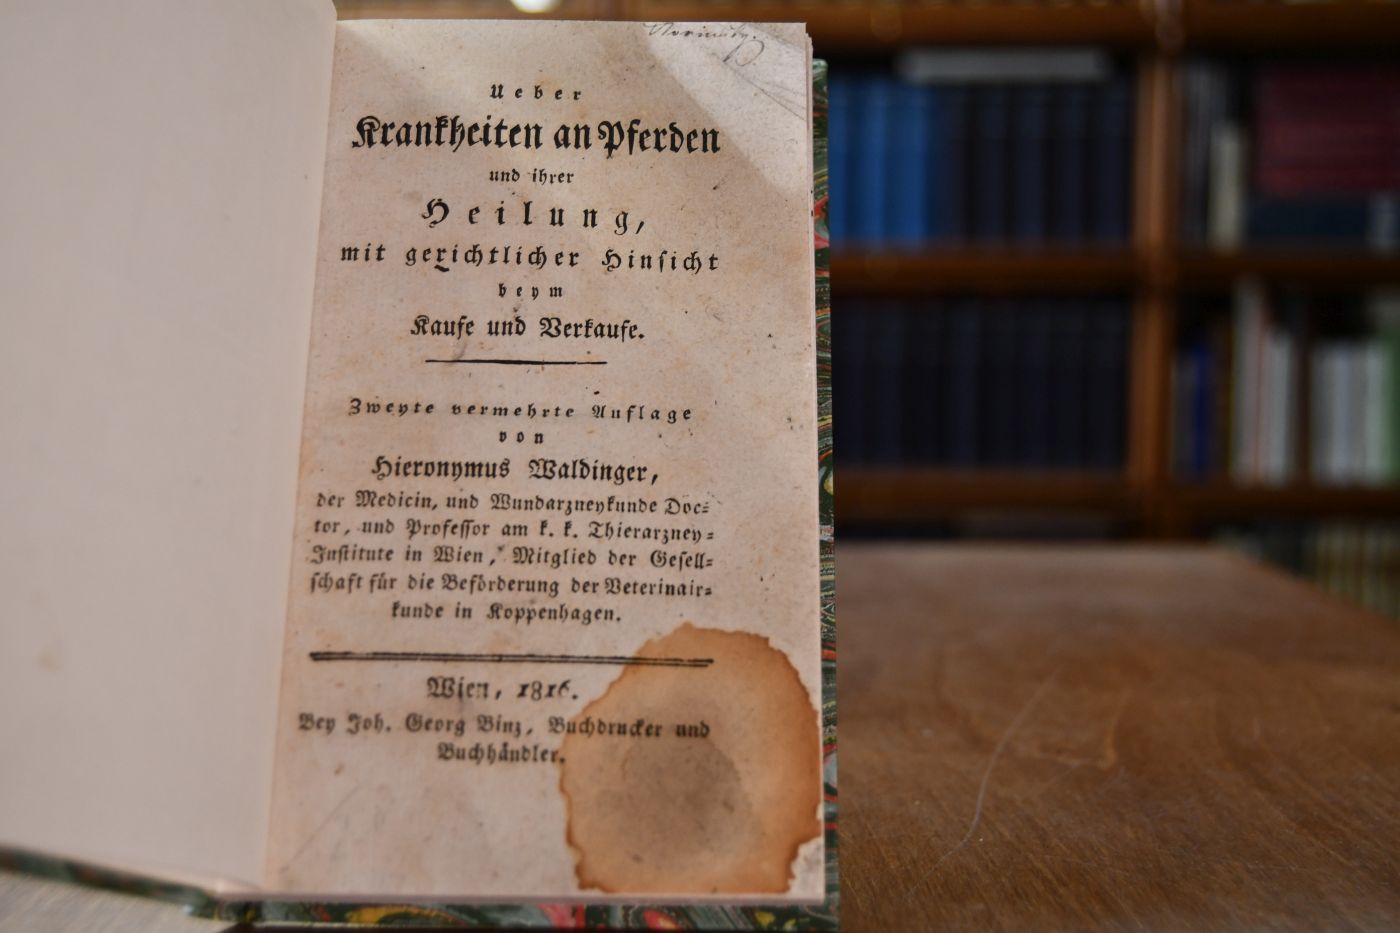 Ueber
Krankheiten an Pferden
und ihrer
Heilung,
mit gerichtlicher Hinsicht
beym
Kaufe und Verkaufe.
Zweyte vermehrte Auflage
von
Hieronymus Waldinger,
der Medicin, und Wundarzneykunde Doc=
tor, und Professor am k. k. Thierarzney=
Institute in Wien, Mitglied der Gesell=
schaft für die Beförderung der Veterinair=
kunde in Koppenhagen.
Wien, 1816.
Bey Joh. Georg Binz, Buchdrucker und
Buchhändler.